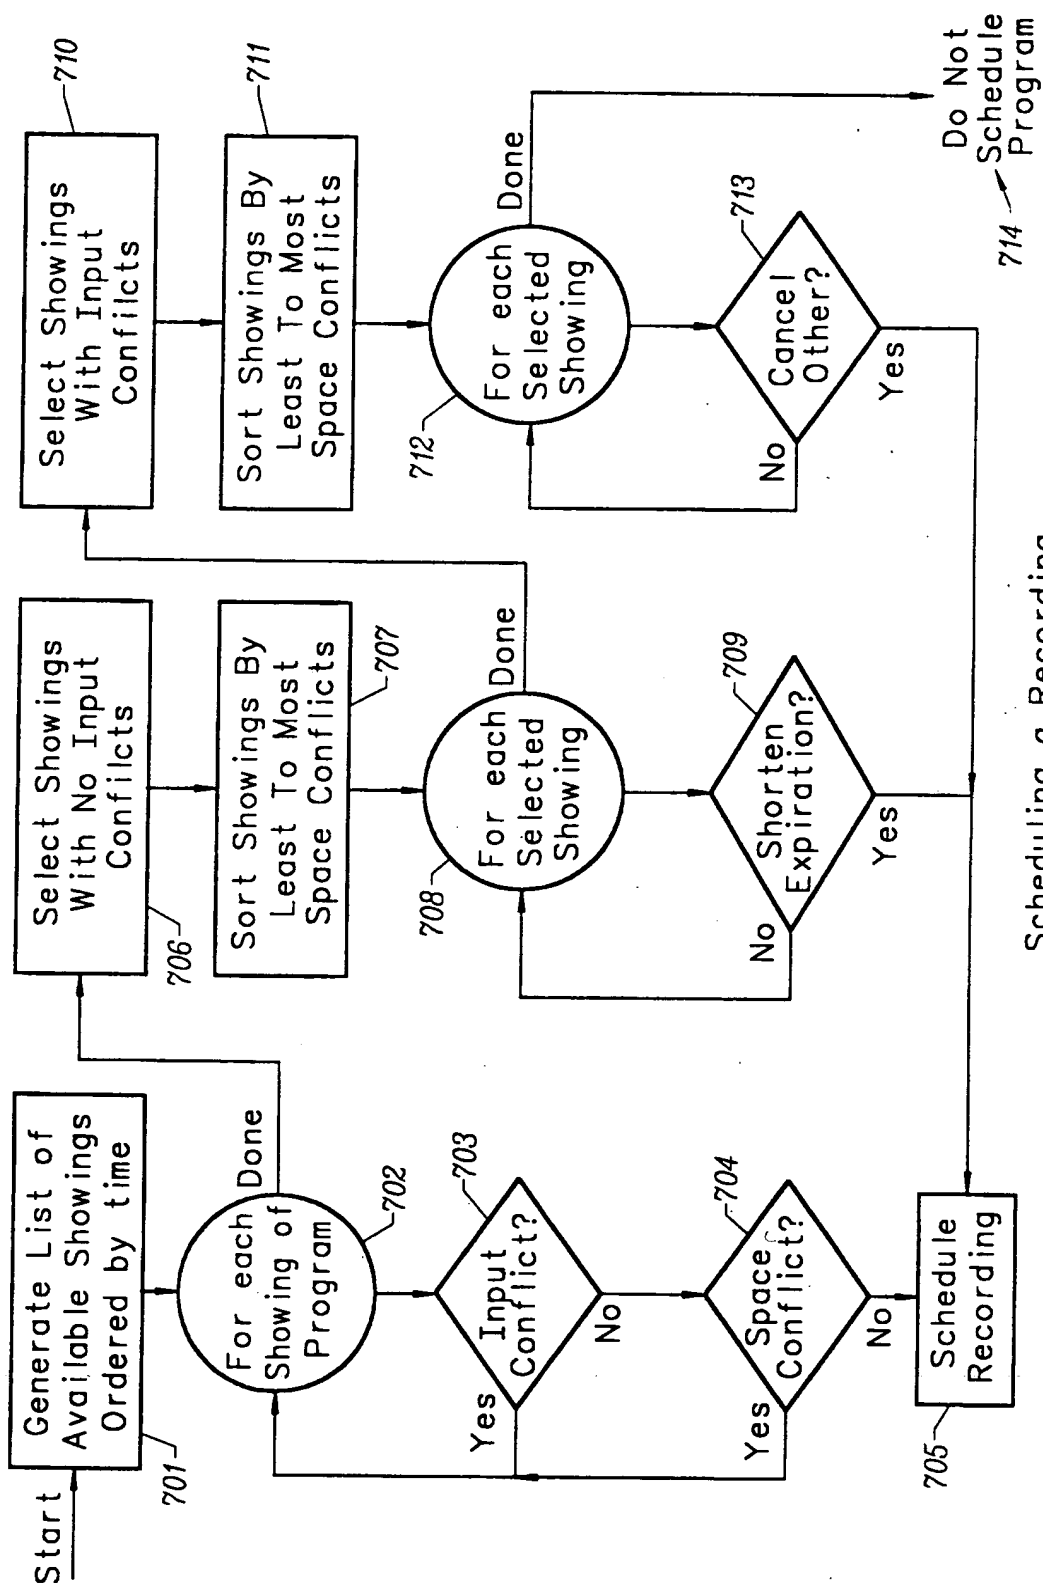 Start
Generate List of
Available Showings
Ordered by time
701
For each
Showing of
Program
Done
702
Input
Conflict?
703
Yes
No
Space
Conflict?
704
Yes
No
Schedule
Recording
705
Select Showings
With No Input
Confilcts
706
Sort Showings By
Least To Most
Space Conflicts
707
For each
Selected
Showing
Done
708
Shorten
Expiration?
709
No
Yes
Select Showings
With Input
Confilcts
710
Sort Showings By
Least To Most
Space Conflicts
711
For each
Selected
Showing
Done
712
Cancel
Other?
713
No
Yes
Do Not
Schedule
Program
714
Scheduling a Recording